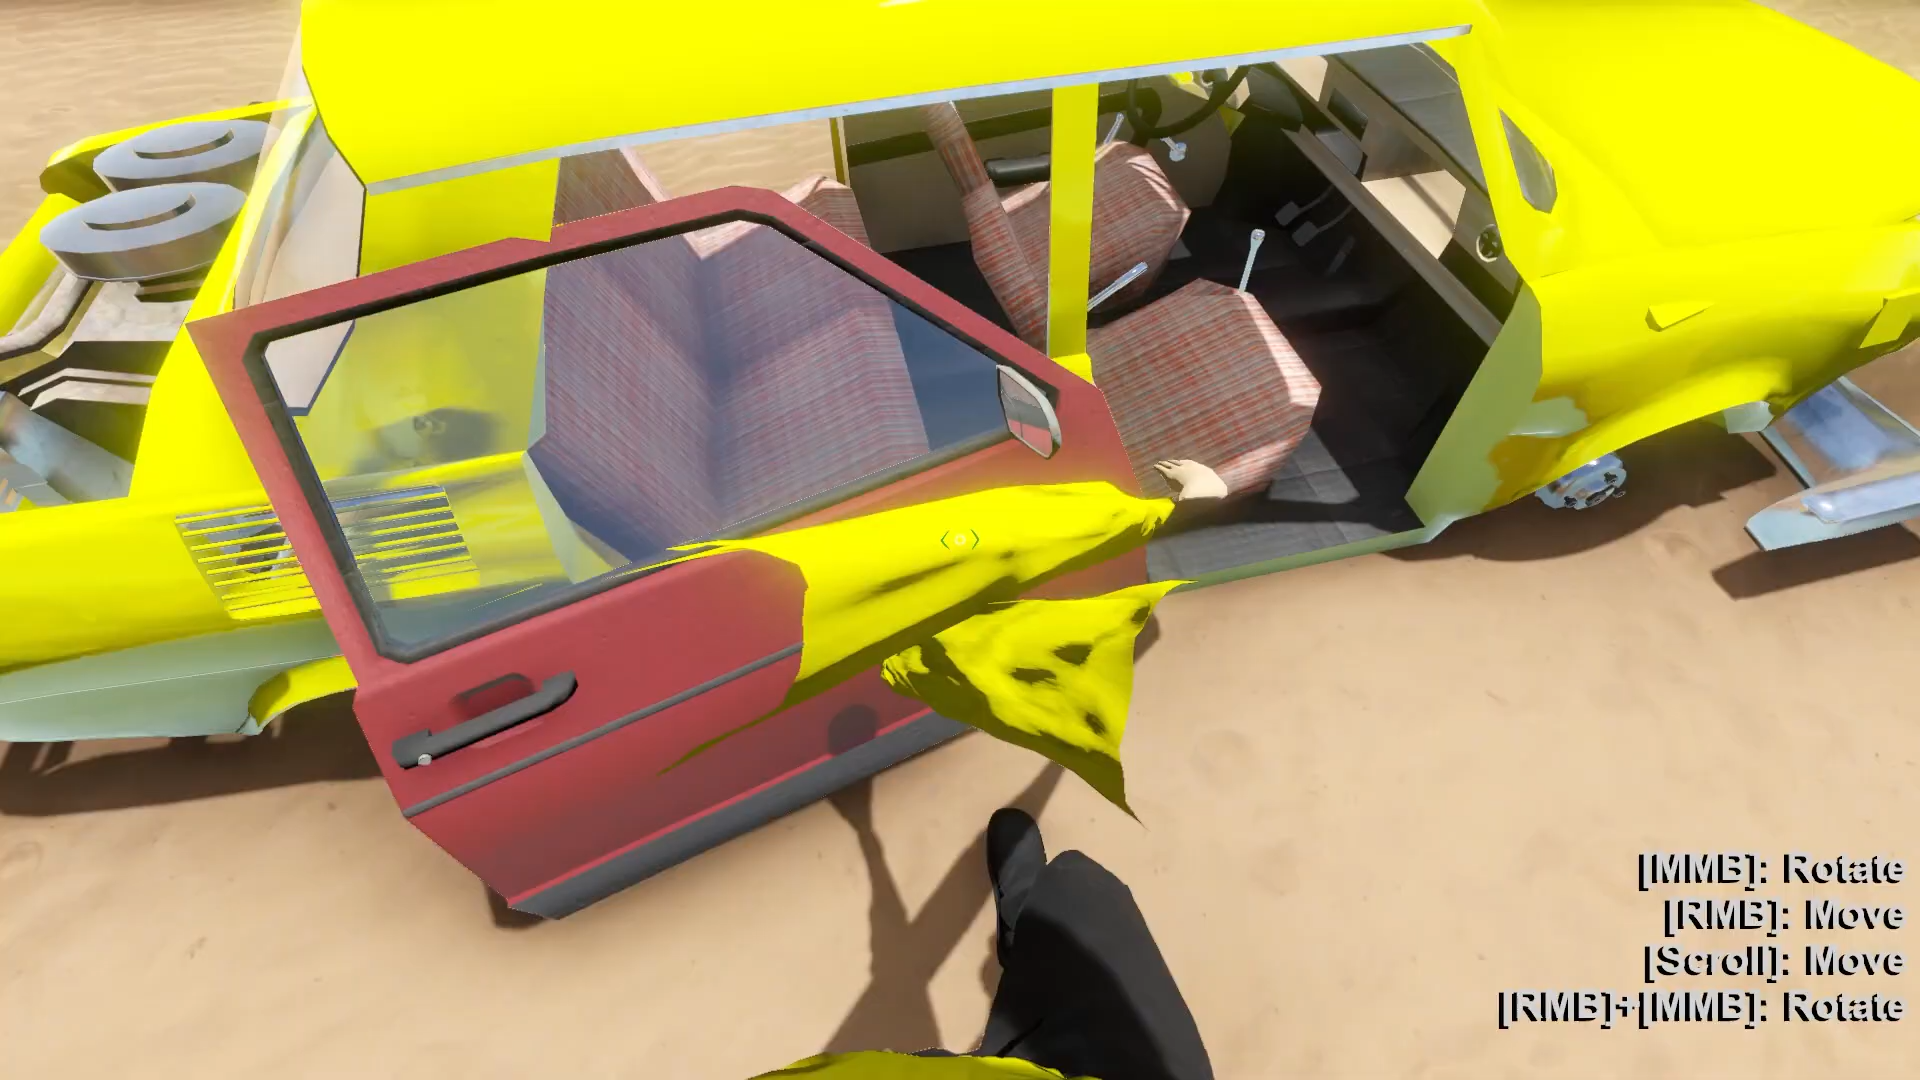 [MMB]: Rotate
[RMB]: Move
[Scroll]: Move
[RMB]+[MMB]: Rotate